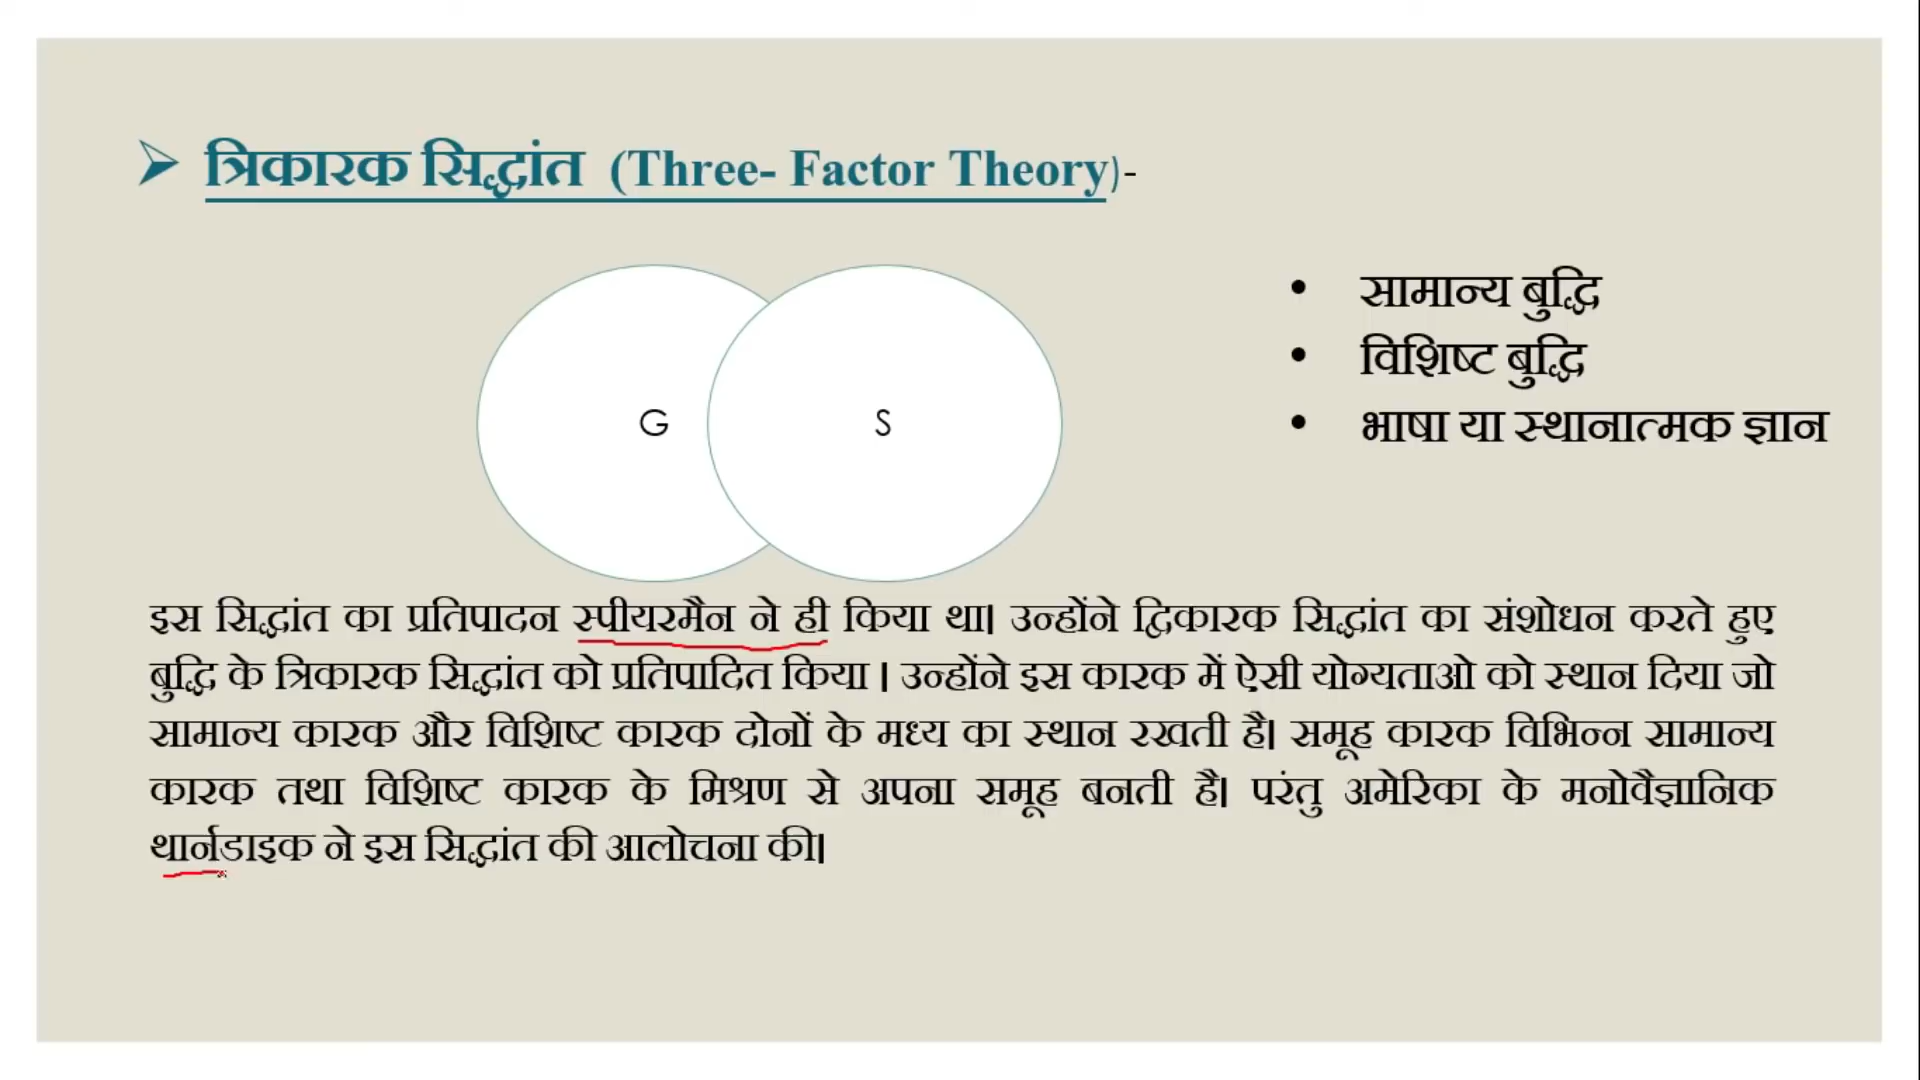 ➢ त्रिकारक सिद्धांत (Three- Factor Theory)-
• सामान्य बुद्धि
• विशिष्ट बुद्धि
• भाषा या स्थानात्मक ज्ञान
G
S
इस सिद्धांत का प्रतिपादन स्पीयरमैन ने ही किया था। उन्होंने द्विकारक सिद्धांत का संशोधन करते हुए
बुद्धि के त्रिकारक सिद्धांत को प्रतिपादित किया । उन्होंने इस कारक में ऐसी योग्यताओ को स्थान दिया जो
सामान्य कारक और विशिष्ट कारक दोनों के मध्य का स्थान रखती है। समूह कारक विभिन्न सामान्य
कारक तथा विशिष्ट कारक के मिश्रण से अपना समूह बनती है। परंतु अमेरिका के मनोवैज्ञानिक
थार्नडाइक ने इस सिद्धांत की आलोचना की।